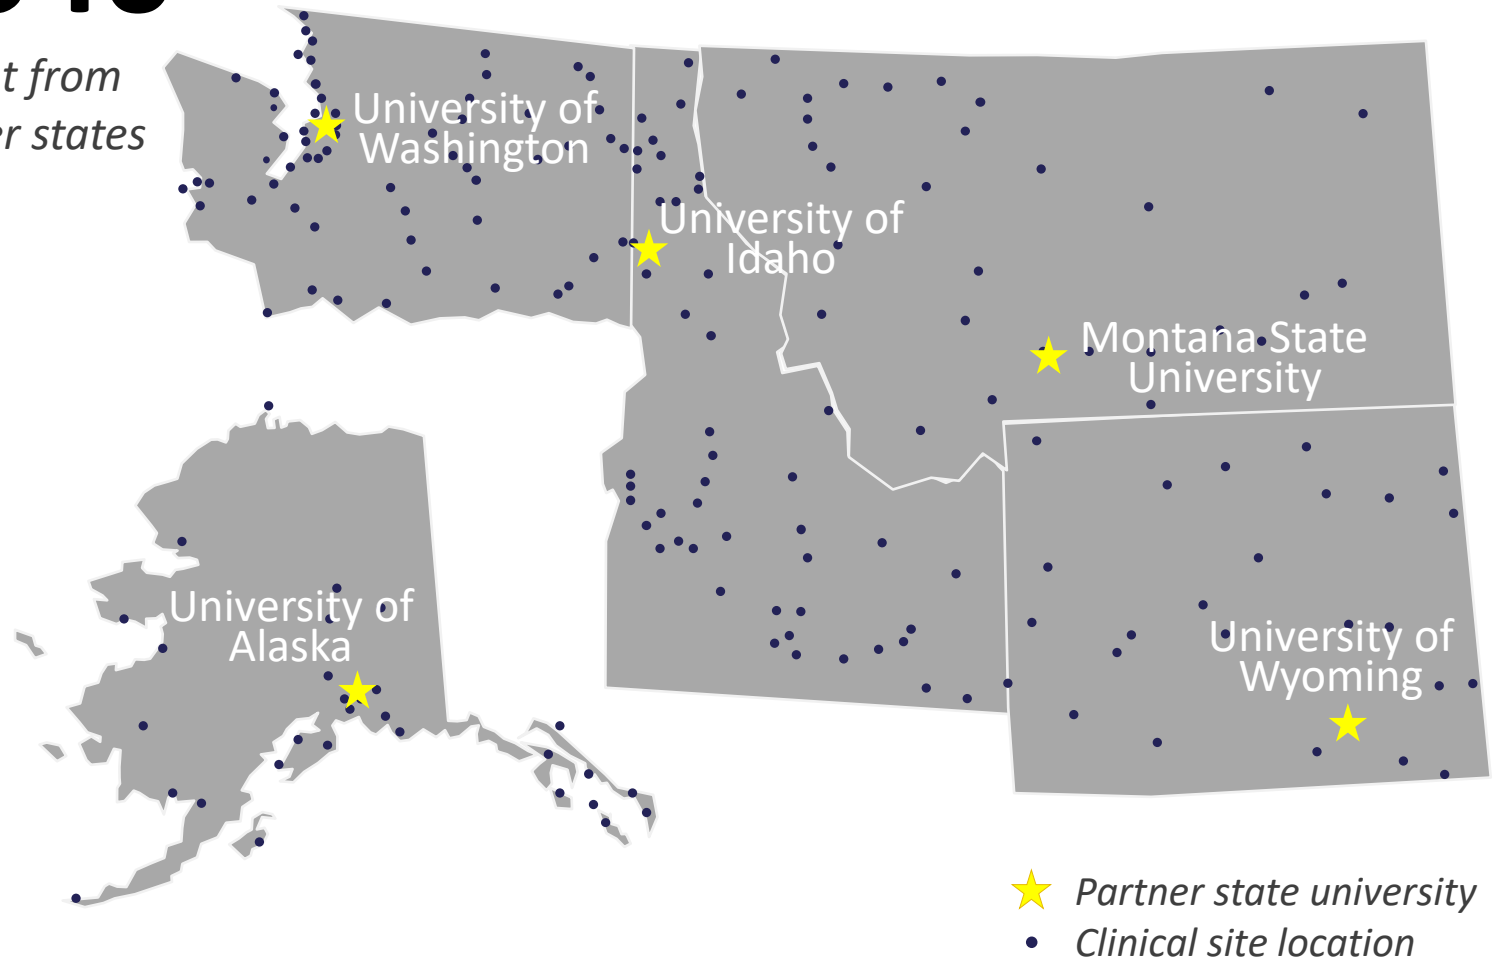 t from
er states
University of
Washington
University of
Idaho
Montana State
University
University of
Alaska
University of
Wyoming
Partner state university
Clinical site location